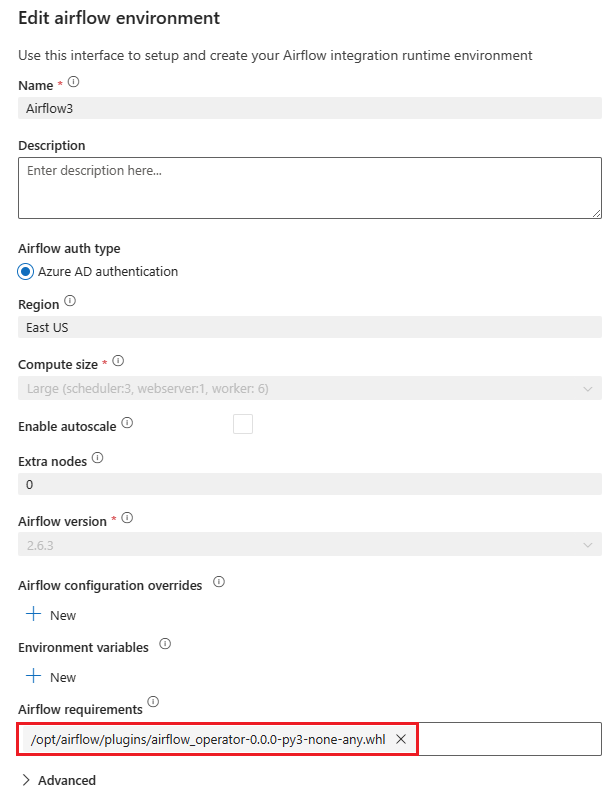 Edit airflow environment
Use this interface to setup and create your Airflow integration runtime environment
Name *
Airflow3
Description
Enter description here...
Airflow auth type
Azure AD authentication
Region
East US
Compute size *
Large (scheduler:3, webserver:1, worker: 6)
Enable autoscale
Extra nodes
0
Airflow version *
2.6.3
Airflow configuration overrides
New
Environment variables
New
Airflow requirements
/opt/airflow/plugins/airflow_operator-0.0.0-py3-none-any.whl
Advanced